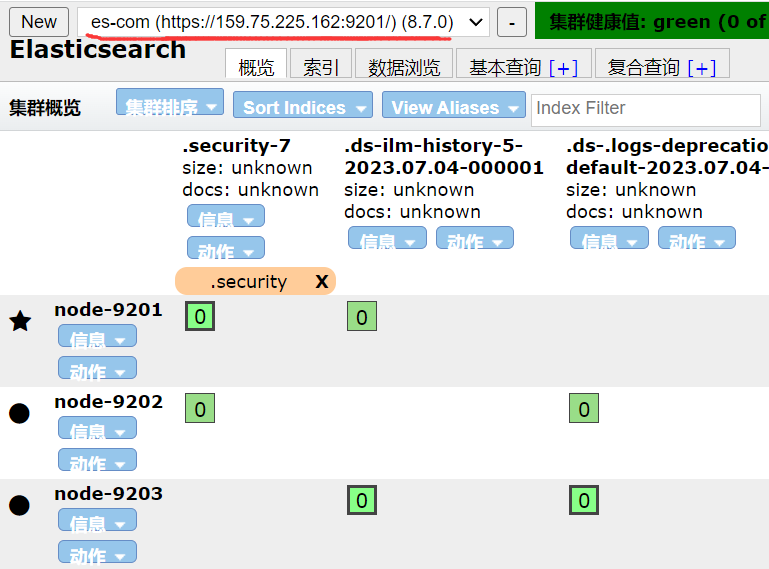 New es-com (https://159.75.225.162:9201/) (8.7.0) - 集群健康值: green (0 of
Elasticsearch 概览 索引 数据浏览 基本查询 [+] 复合查询 [+]
集群概览 集群排序 Sort Indices View Aliases Index Filter
.security-7
size: unknown
docs: unknown
信息
动作
.security X
.ds-ilm-history-5-
2023.07.04-000001
size: unknown
docs: unknown
信息 动作
.ds-.logs-deprecatio
default-2023.07.04-
size: unknown
docs: unknown
信息 动作
node-9201 0 0
信息
动作
node-9202 0 0
信息
动作
node-9203 0 0
信息
动作